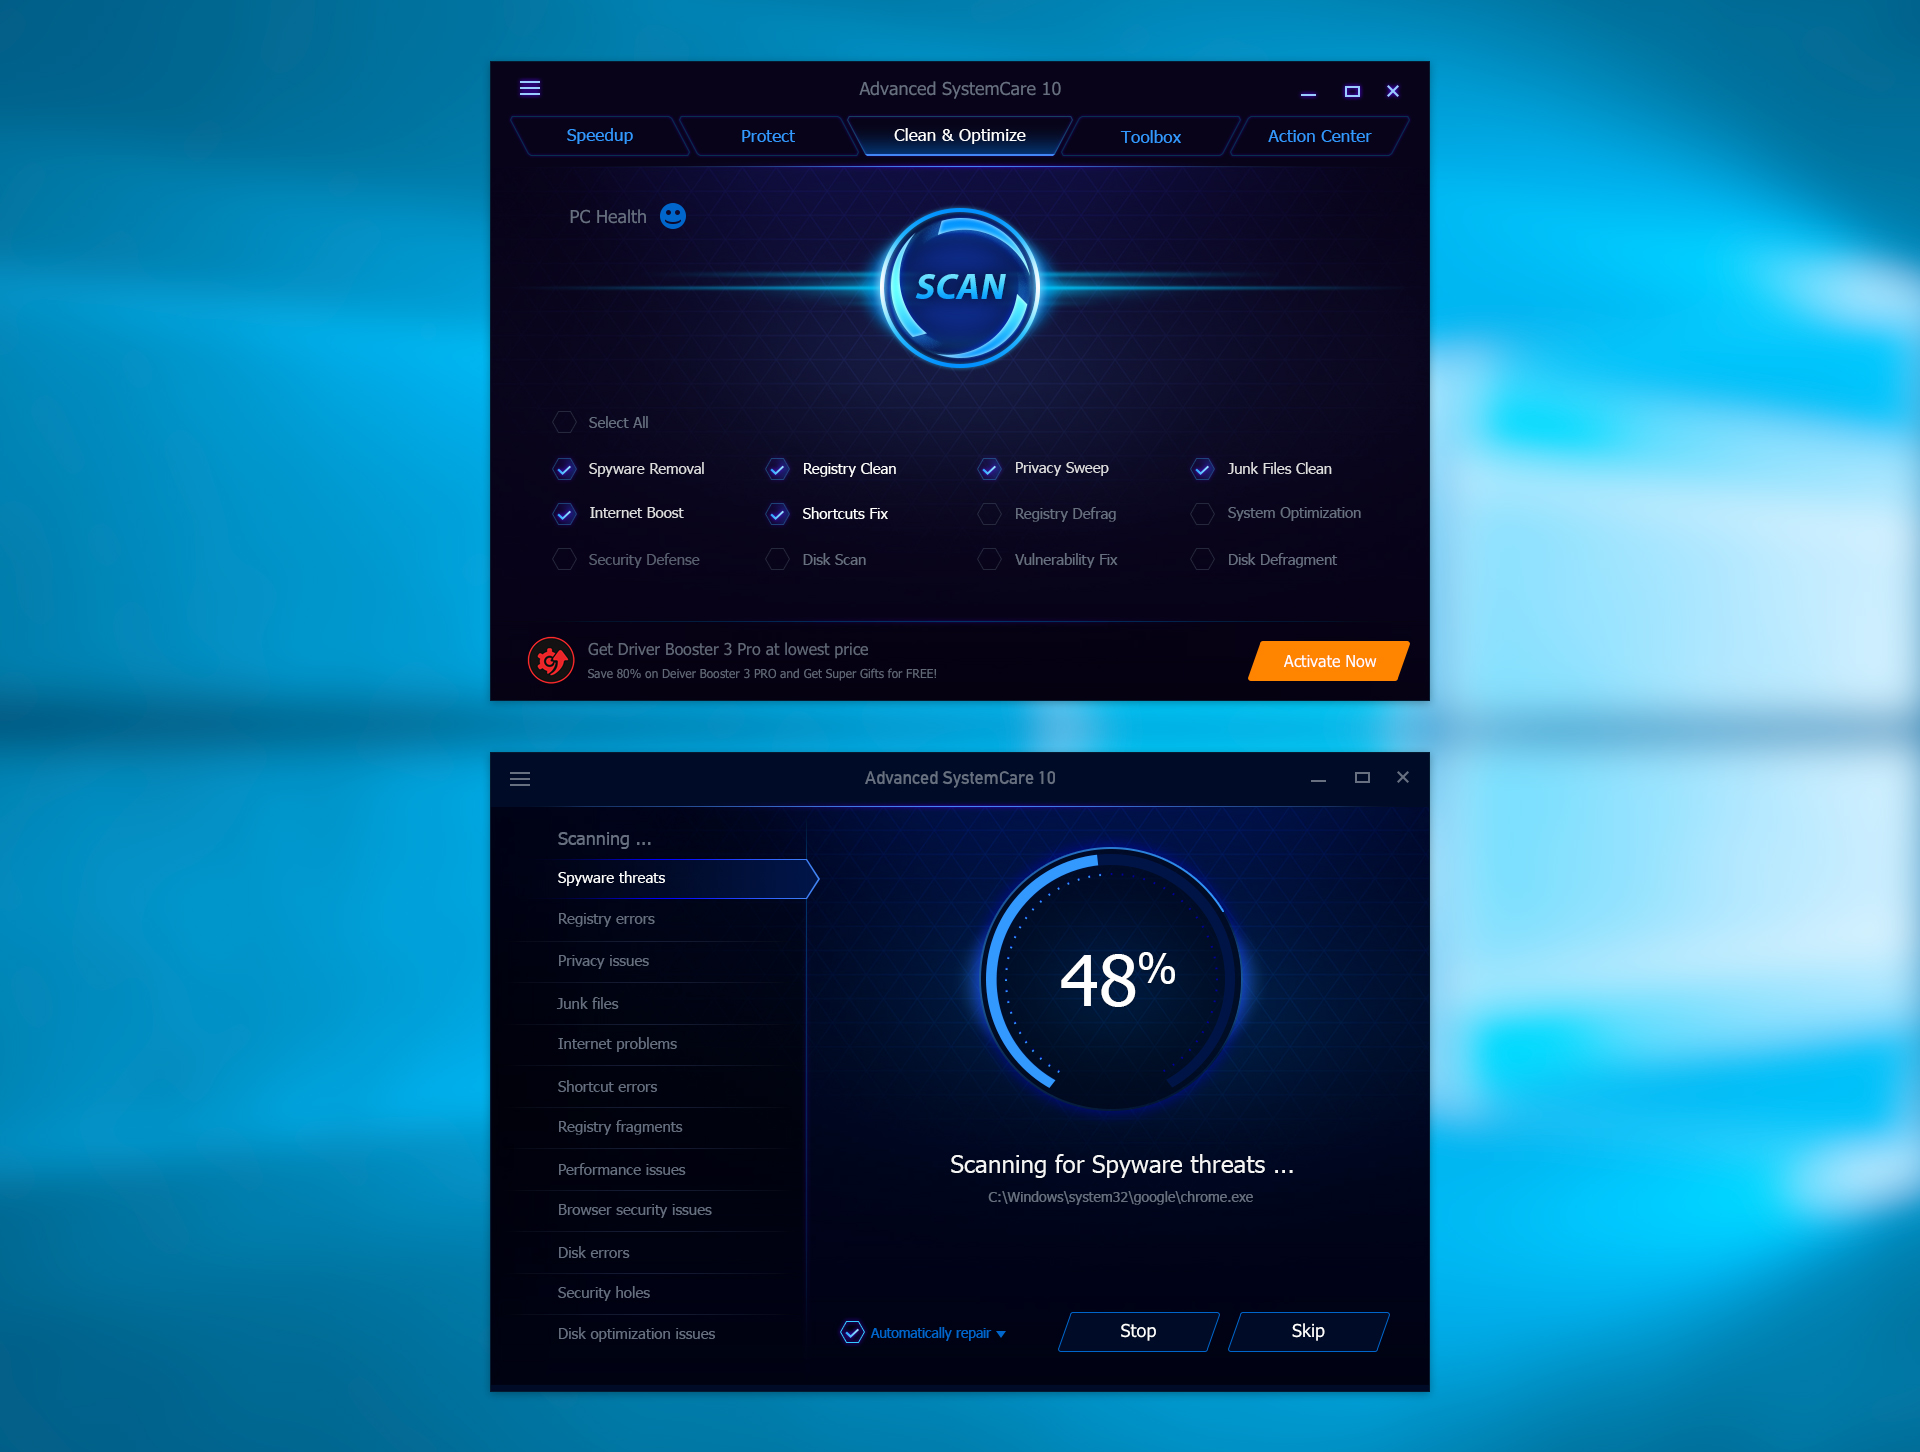 Advanced SystemCare 10
Speedup
Protect
Clean & Optimize
Toolbox
Action Center
PC Health
SCAN
Select All
Spyware Removal
Registry Clean
Privacy Sweep
Junk Files Clean
Internet Boost
Shortcuts Fix
Registry Defrag
System Optimization
Security Defense
Disk Scan
Vulnerability Fix
Disk Defragment
Get Driver Booster 3 Pro at lowest price
Save 80% on Deiver Booster 3 PRO and Get Super Gifts for FREE!
Activate Now
Advanced SystemCare 10
Scanning ...
Spyware threats
Registry errors
Privacy issues
Junk files
Internet problems
Shortcut errors
Registry fragments
Performance issues
Browser security issues
Disk errors
Security holes
Disk optimization issues
48%
Scanning for Spyware threats ...
C:\Windows\system32\google\chrome.exe
Automatically repair
Stop
Skip